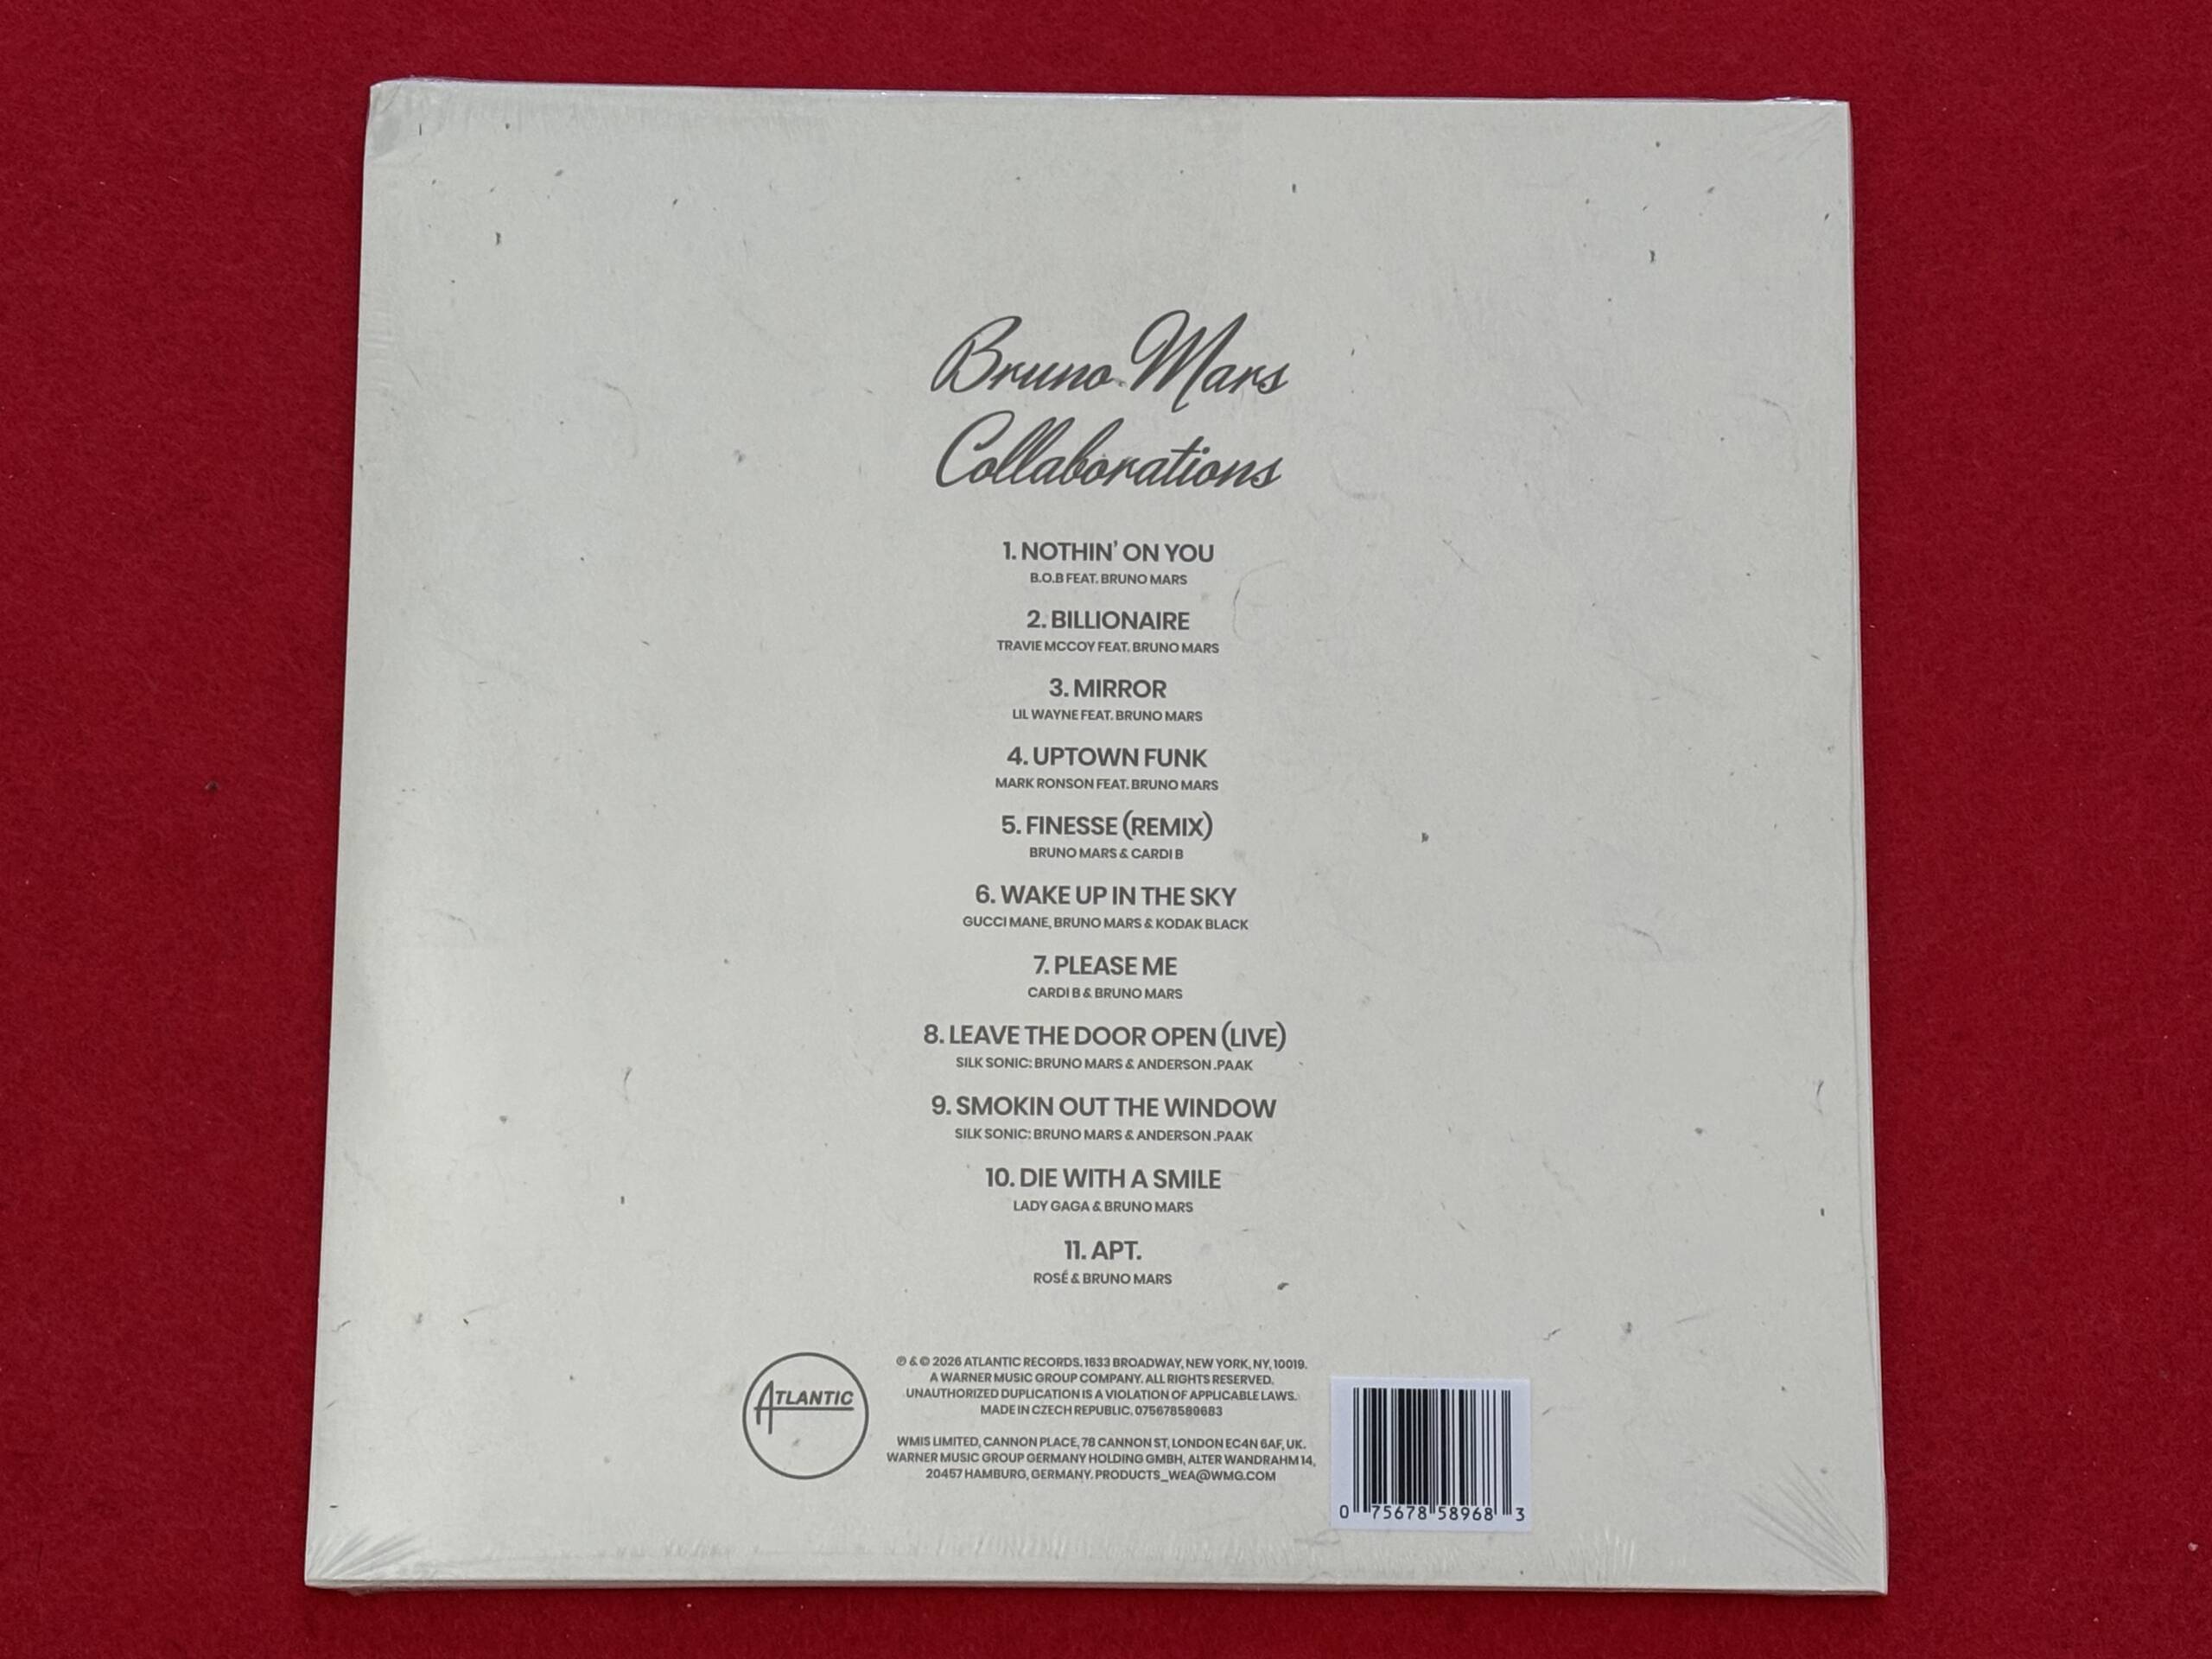 Bruno Mars
Collaborations
1. NOTHIN' ON YOU
B.O.B FEAT. BRUNO MARS
2. BILLIONAIRE
TRAVIE MCCOY FEAT. BRUNO MARS
3. MIRROR
LIL WAYNE FEAT. BRUNO MARS
4. UPTOWN FUNK
MARK RONSON FEAT. BRUNO MARS
5. FINESSE (REMIX)
BRUNO MARS & CARDI B
6. WAKE UP IN THE SKY
GUCCI MANE, BRUNO MARS & KODAK BLACK
7. PLEASE ME
CARDI B & BRUNO MARS
8. LEAVE THE DOOR OPEN (LIVE)
SILK SONIC: BRUNO MARS & ANDERSON .PAAK
9. SMOKIN OUT THE WINDOW
SILK SONIC: BRUNO MARS & ANDERSON .PAAK
10. DIE WITH A SMILE
LADY GAGA & BRUNO MARS
11. APT.
ROSÉ & BRUNO MARS
ATLANTIC
℗ & © 2026 ATLANTIC RECORDS. 1633 BROADWAY, NEW YORK, NY, 10019.
A WARNER MUSIC GROUP COMPANY. ALL RIGHTS RESERVED.
UNAUTHORIZED DUPLICATION IS A VIOLATION OF APPLICABLE LAWS.
MADE IN CZECH REPUBLIC. 075678589683
WMIS LIMITED, CANNON PLACE, 78 CANNON ST, LONDON EC4N 6AF, UK.
WARNER MUSIC GROUP GERMANY HOLDING GMBH, ALTER WANDRAHM 14,
20457 HAMBURG, GERMANY. PRODUCTS_WEA@WMG.COM
0 75678 58968 3